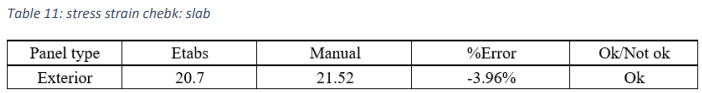 Table 11: stress strain chebk: slab
Panel type Etabs Manual %Error Ok/Not ok
Exterior 20.7 21.52 -3.96% Ok